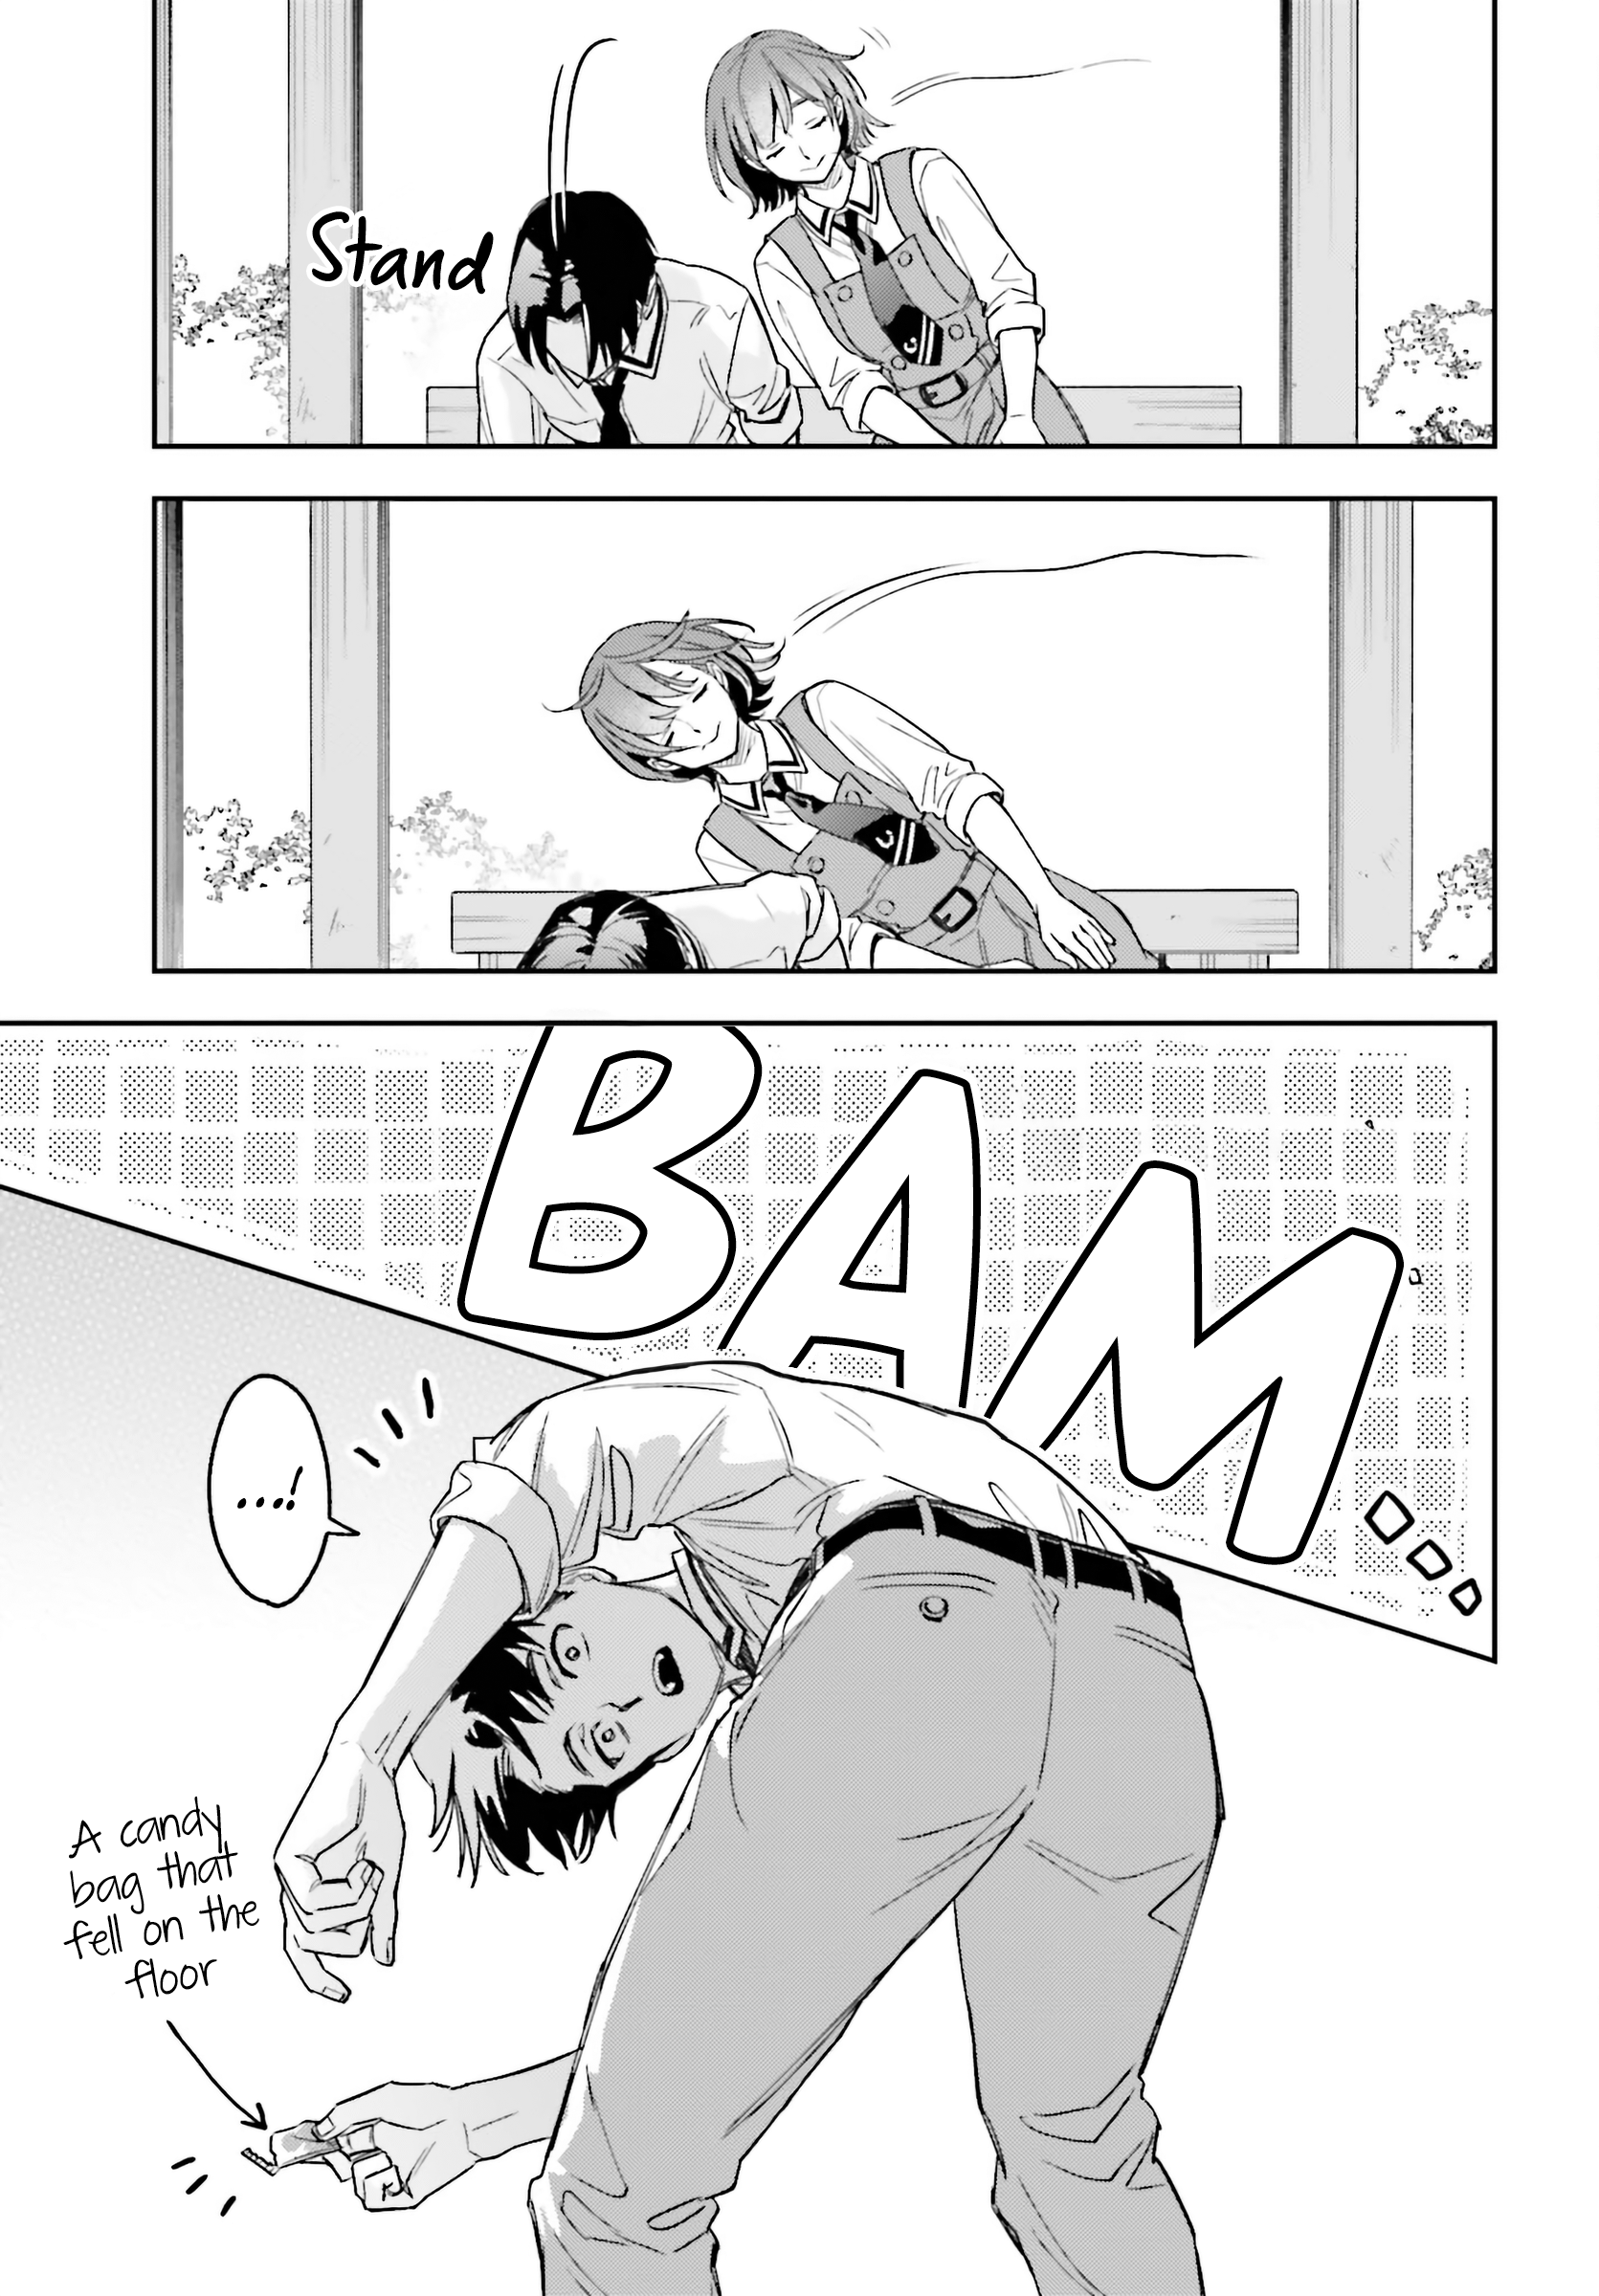 Stand
BAM...
...!
A candy
bag that
fell on the
floor